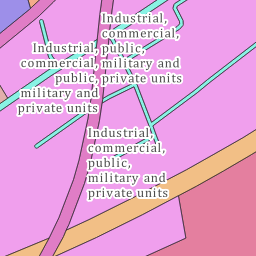 Industrial,
commercial,
public,
military and
private units
Industrial,
commercial,
public,
military and
private units
Industrial,
commercial,
public,
military and
private units